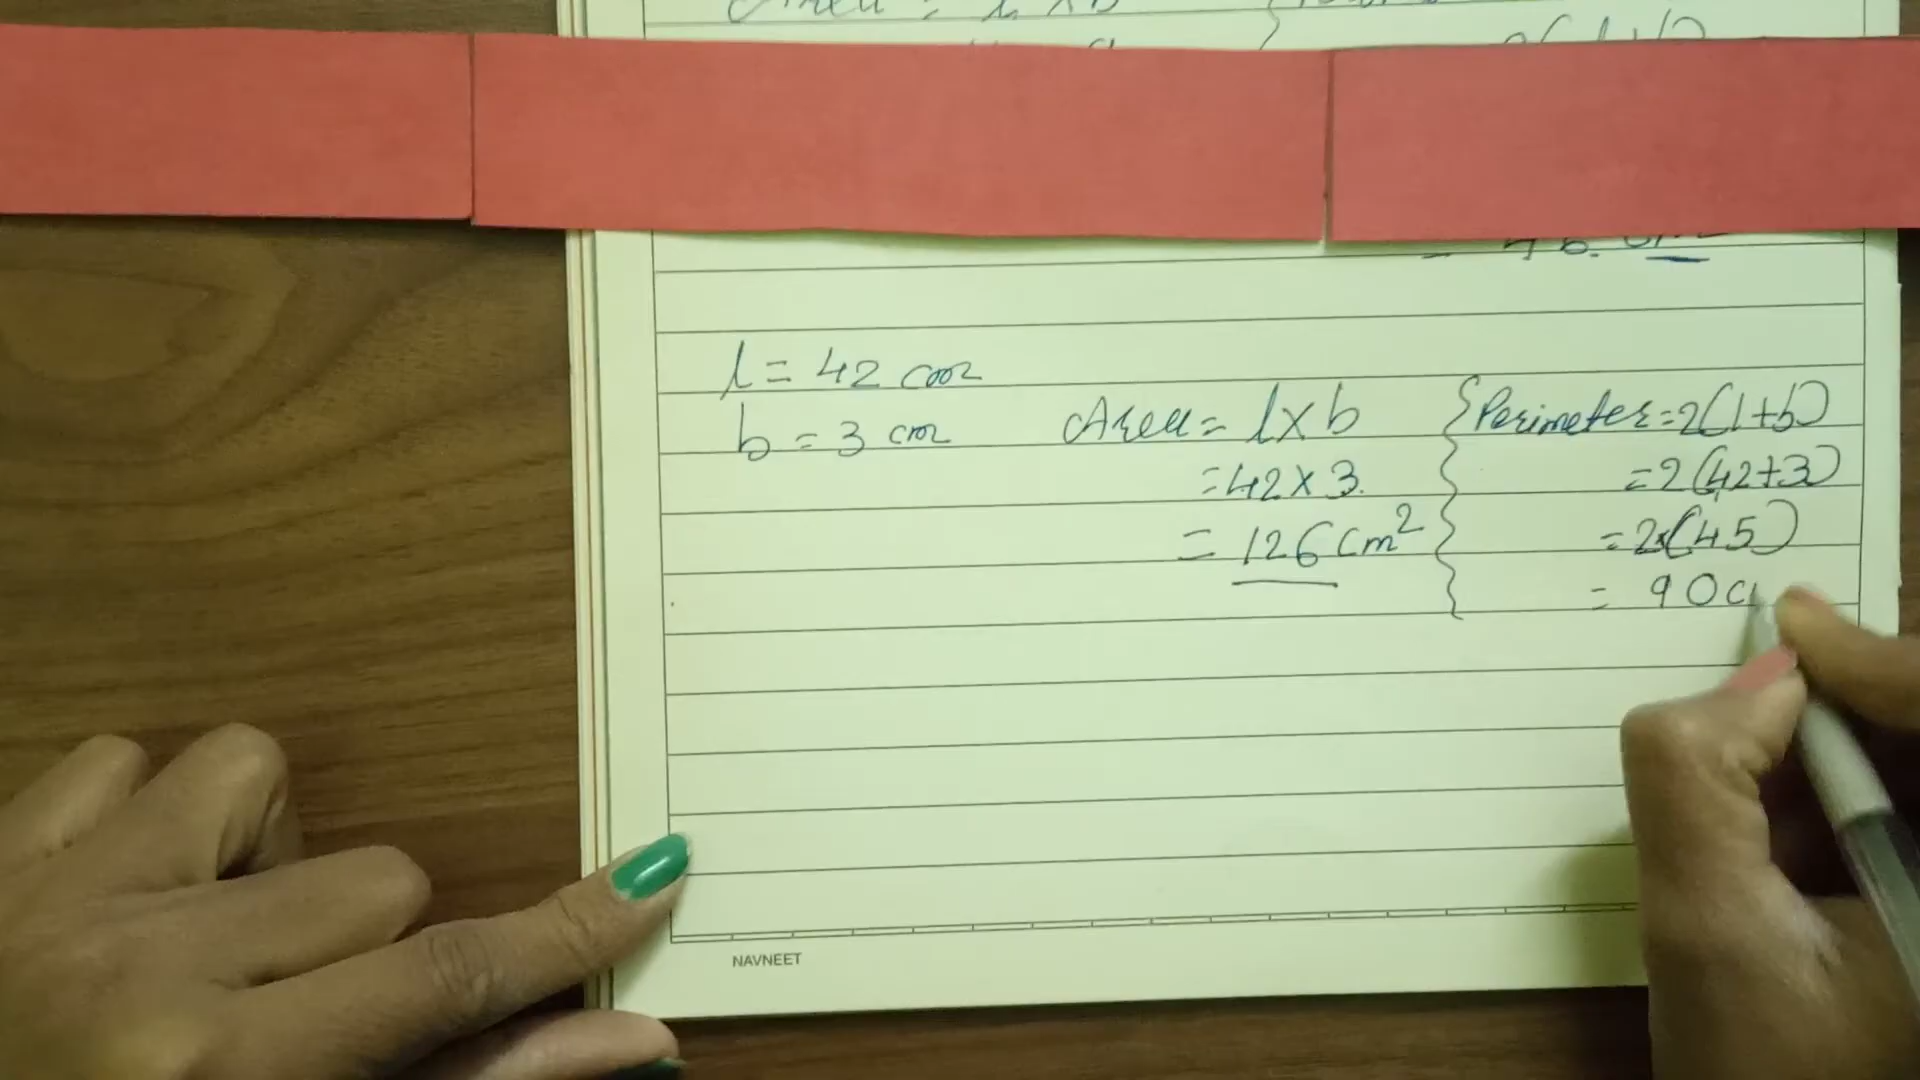 l = 42 cm
b = 3 cm
Area = l x b
= 42 x 3.
= 126 cm²
Perimeter = 2(l+b)
= 2(42+3)
= 2x(45)
= 90 c
NAVNEET